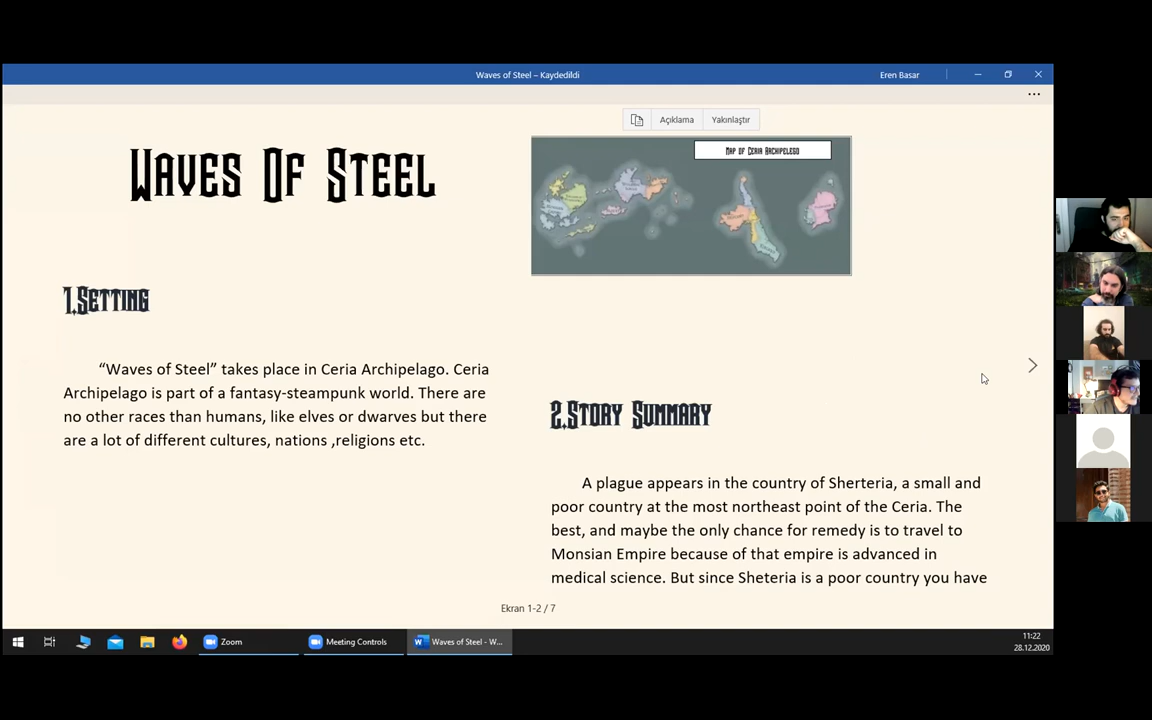 Waves of Steel – Kaydedildi
Eren Basar
Açıklama
Yakınlaştır
Waves Of Steel
Map of Ceria Archipelego
1.Setting
“Waves of Steel” takes place in Ceria Archipelago. Ceria
Archipelago is part of a fantasy-steampunk world. There are
no other races than humans, like elves or dwarves but there
are a lot of different cultures, nations ,religions etc.
2.Story Summary
A plague appears in the country of Sherteria, a small and
poor country at the most northeast point of the Ceria. The
best, and maybe the only chance for remedy is to travel to
Monsian Empire because of that empire is advanced in
medical science. But since Sheteria is a poor country you have
Ekran 1-2 / 7
Zoom
Meeting Controls
Waves of Steel - W...
11:22
28.12.2020